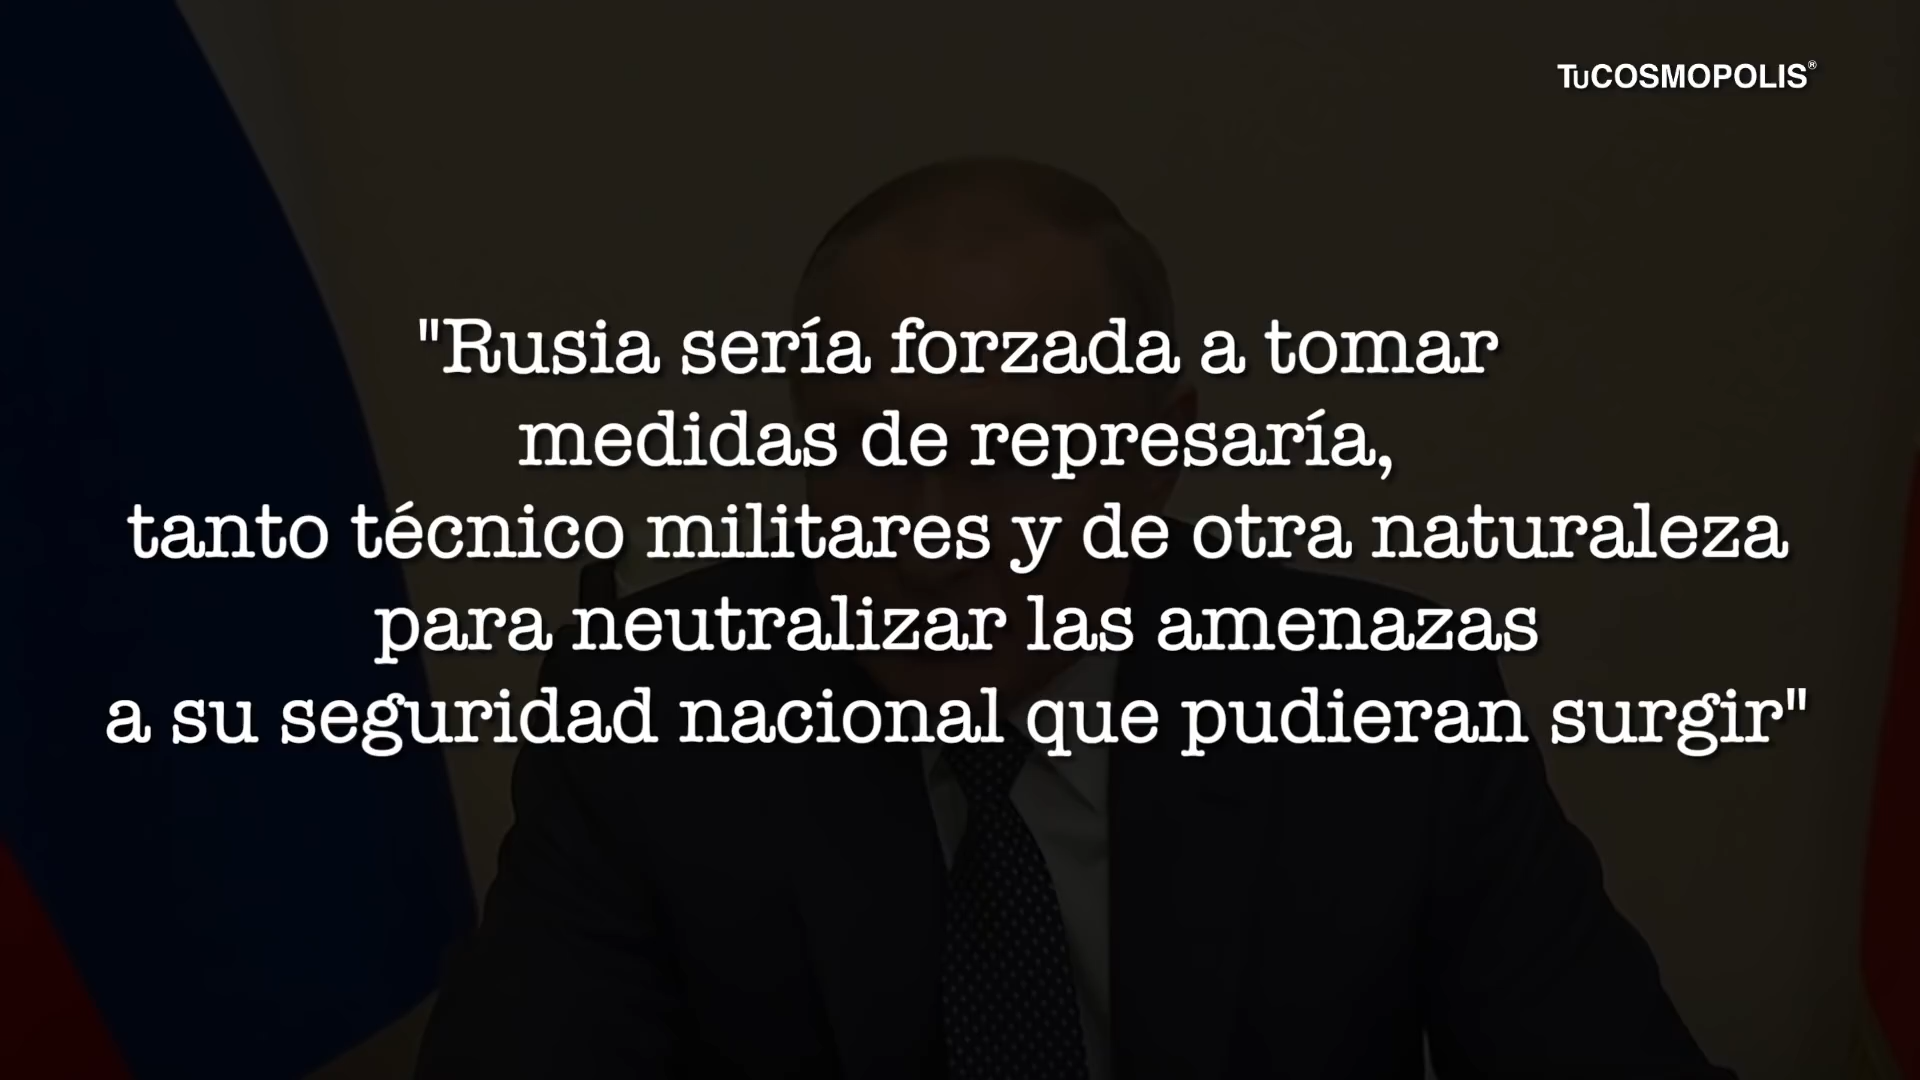 TuCOSMOPOLIS®
"Rusia sería forzada a tomar
medidas de represaría,
tanto técnico militares y de otra naturaleza
para neutralizar las amenazas
a su seguridad nacional que pudieran surgir"